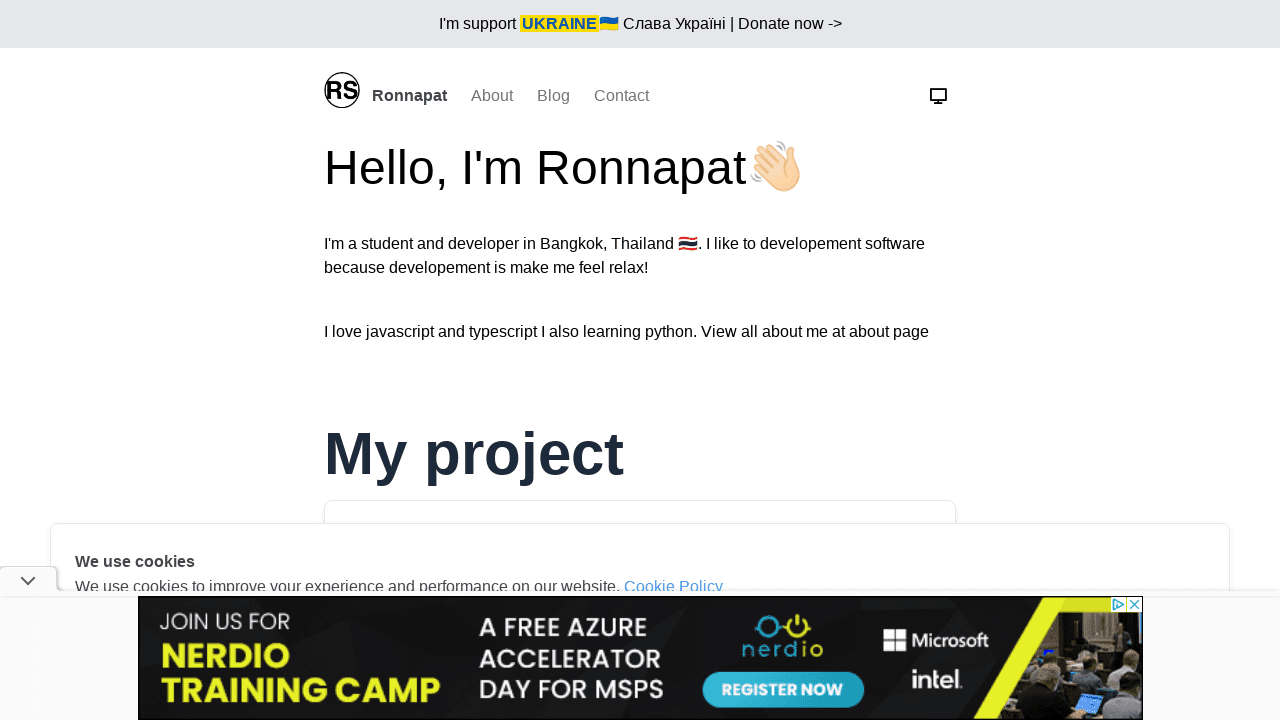 I'm support UKRAINE🇺🇦 Слава Україні | Donate now ->
RS Ronnapat About Blog Contact
Hello, I'm Ronnapat👋🏻
I'm a student and developer in Bangkok, Thailand 🇹🇭. I like to developement software
because developement is make me feel relax!
I love javascript and typescript I also learning python. View all about me at about page
My project
We use cookies
We use cookies to improve your experience and performance on our website. Cookie Policy
JOIN US FOR
NERDIO
TRAINING CAMP
A FREE AZURE
ACCELERATOR
DAY FOR MSPS
nerdio
REGISTER NOW
Microsoft
intel.